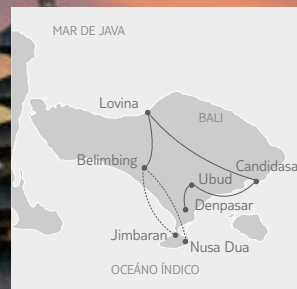 MAR DE JAVA
Lovina
BALI
Belimbing
Candidasa
Ubud
Denpasar
Jimbaran
Nusa Dua
OCEÁNO ÍNDICO